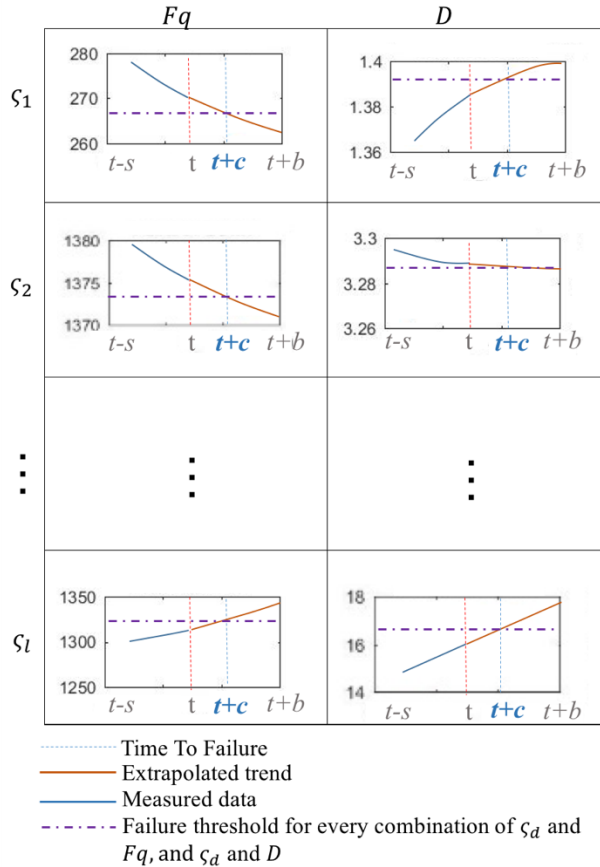 Fq D
ς1
280
270
260
t-s t t+c t+b
1.4
1.38
1.36
t-s t t+c t+b
ς2
1380
1375
1370
t-s t t+c t+b
3.3
3.28
3.26
t-s t t+c t+b
ςl
1350
1300
1250
t-s t t+c t+b
18
16
14
t-s t t+c t+b
Time To Failure
Extrapolated trend
Measured data
Failure threshold for every combination of ςd and
Fq, and ςd and D